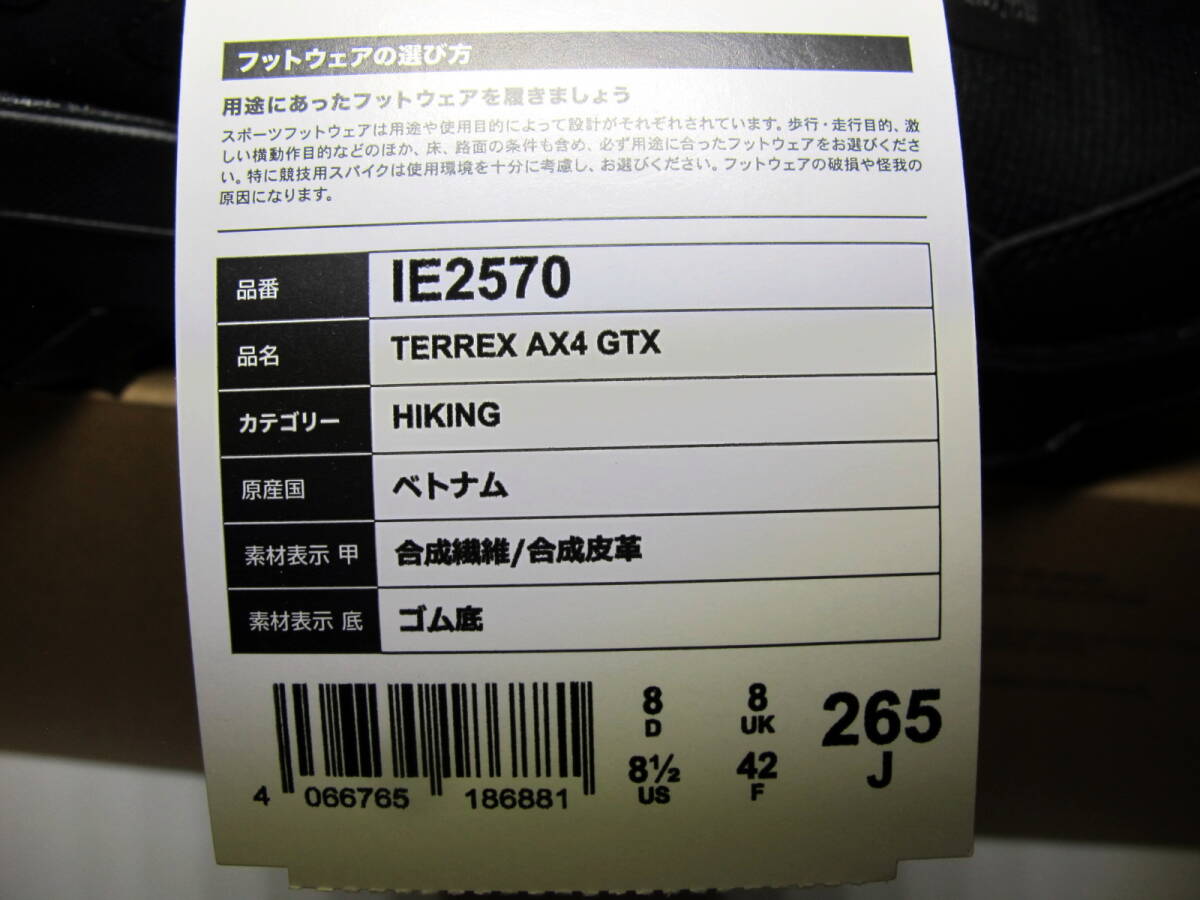 フットウェアの選び方
用途にあったフットウェアを履きましょう
スポーツフットウェアは用途や使用目的によって設計がそれぞれされています。歩行・走行目的、激
しい横動作目的などのほか、床、路面の条件も含め、必ず用途に合ったフットウェアをお選びくださ
い。特に競技用スパイクは使用環境を十分に考慮し、お選びください。フットウェアの破損や怪我の
原因になります。
品番 IE2570
品名 TERREX AX4 GTX
カテゴリー HIKING
原産国 ベトナム
素材表示 甲 合成繊維/合成皮革
素材表示 底 ゴム底
8 8 265
D UK J
8½ 42
US F
4 066765 186881